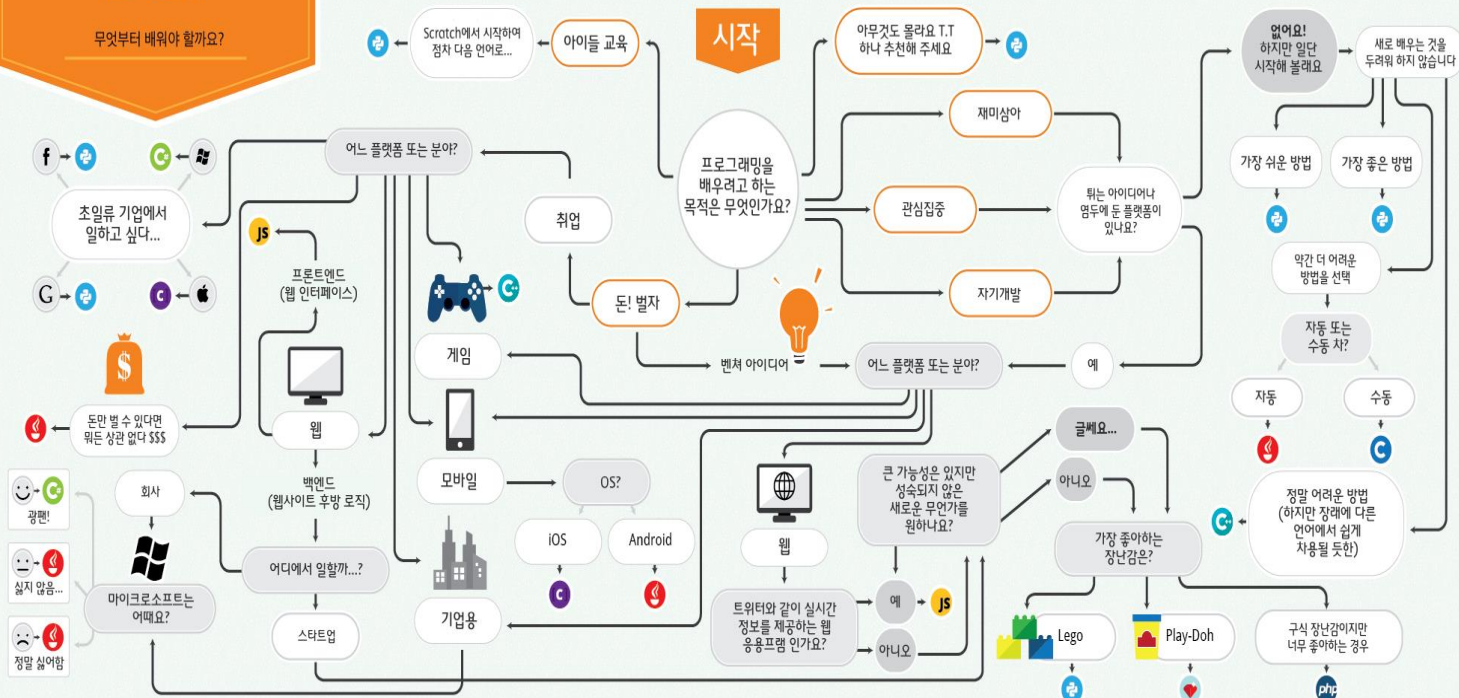 무엇부터 배워야 할까요?
시작
Scratch에서 시작하여
점차 다음 언어로...
아이들 교육
아무것도 몰라요 T.T
하나 추천해 주세요
없어요!
하지만 일단
시작해 볼래요
새로 배우는 것을
두려워 하지 않습니다
어느 플랫폼 또는 분야?
프로그래밍을
배우려고 하는
목적은 무엇인가요?
재미삼아
관심집중
자기개발
튀는 아이디어나
염두에 둔 플랫폼이
있나요?
가장 쉬운 방법
가장 좋은 방법
약간 더 어려운
방법을 선택
자동 또는
수동 차?
자동
수동
C
정말 어려운 방법
(하지만 장래에 다른
언어에서 쉽게
차용될 듯한)
C++
f
C#
초일류 기업에서
일하고 싶다...
G
C
취업
돈! 벌자
벤쳐 아이디어
어느 플랫폼 또는 분야?
예
JS
프론트엔드
(웹 인터페이스)
C++
게임
$
돈만 벌 수 있다면
뭐든 상관 없다 $$$
웹
백엔드
(웹사이트 후방 로직)
모바일
OS?
iOS
Android
C
기업용
어디에서 일할까...?
스타트업
회사
마이크로소프트는
어때요?
C#
광팬!
싫지 않음...
정말 싫어함
웹
트위터와 같이 실시간
정보를 제공하는 웹
응용프램 인가요?
예
JS
아니오
큰 가능성은 있지만
성숙되지 않은
새로운 무언가를
원하나요?
글쎄요...
아니오
가장 좋아하는
장난감은?
Lego
Play-Doh
구식 장난감이지만
너무 좋아하는 경우
php